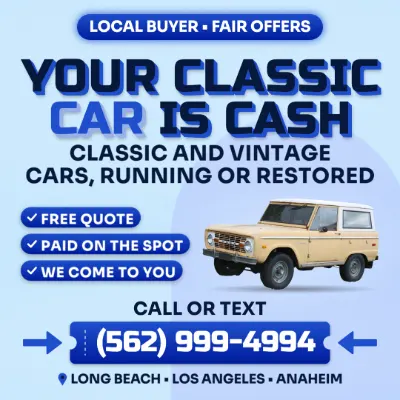 LOCAL BUYER • FAIR OFFERS
YOUR CLASSIC
CAR IS CASH
CLASSIC AND VINTAGE
CARS, RUNNING OR RESTORED
FREE QUOTE
PAID ON THE SPOT
WE COME TO YOU
CALL OR TEXT
(562) 999-4994
LONG BEACH • LOS ANGELES • ANAHEIM